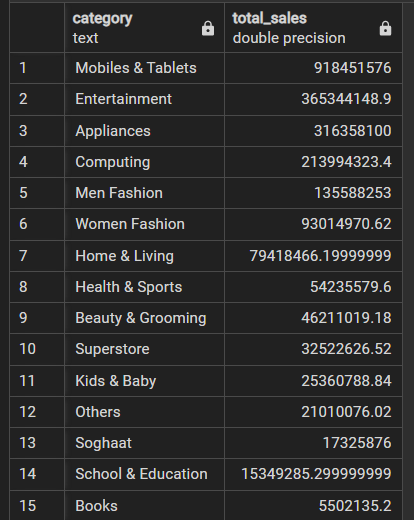 category total_sales
text double precision
1 Mobiles & Tablets 918451576
2 Entertainment 365344148.9
3 Appliances 316358100
4 Computing 213994323.4
5 Men Fashion 135588253
6 Women Fashion 93014970.62
7 Home & Living 79418466.19999999
8 Health & Sports 54235579.6
9 Beauty & Grooming 46211019.18
10 Superstore 32522626.52
11 Kids & Baby 25360788.84
12 Others 21010076.02
13 Soghaat 17325876
14 School & Education 15349285.299999999
15 Books 5502135.2